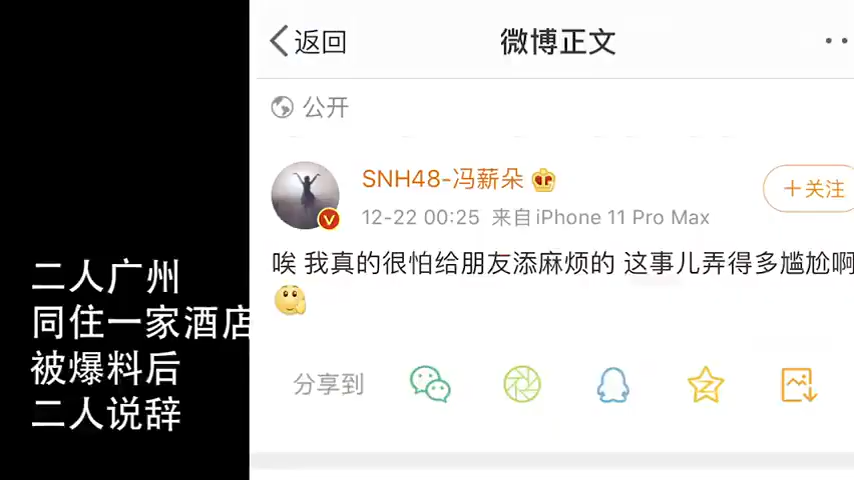 返回
微博正文
公开
SNH48-冯薪朵
+关注
12-22 00:25 来自iPhone 11 Pro Max
唉 我真的很怕给朋友添麻烦的 这事儿弄得多尴尬啊
分享到
二人广州
同住一家酒店
被爆料后
二人说辞